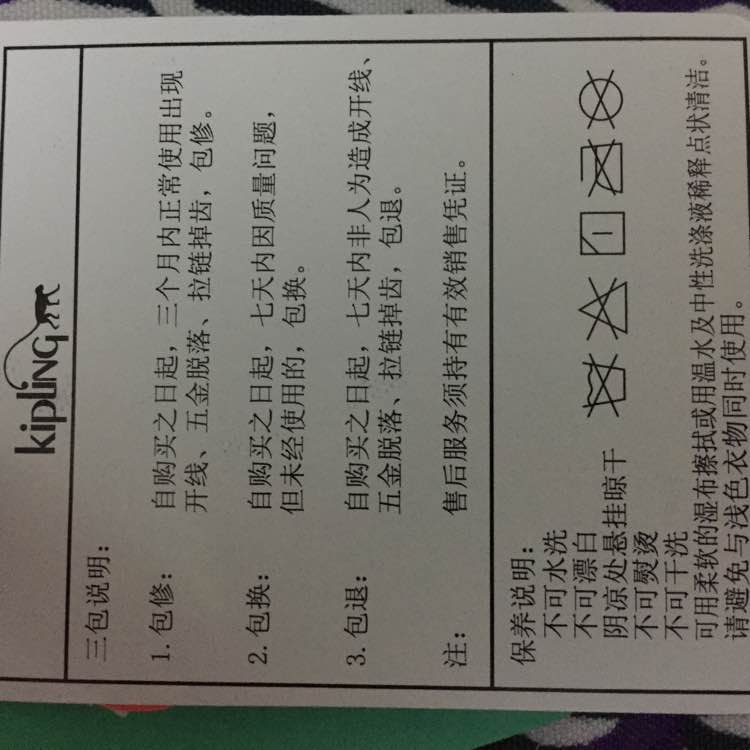 kipling
三包说明：
1.包修： 自购买之日起，三个月内正常使用出现
开线、五金脱落、拉链掉齿，包修。
2.包换： 自购买之日起，七天内因质量问题，
但未经使用的，包换。
3.包退： 自购买之日起，七天内非人为造成开线、
五金脱落、拉链掉齿，包退。
注： 售后服务须持有有效销售凭证。
保养说明：
不可水洗
不可漂白
阴凉处悬挂晾干
不可熨烫
不可干洗
可用柔软的湿布擦拭或用温水及中性洗涤液稀释点状清洁。
请避免与浅色衣物同时使用。